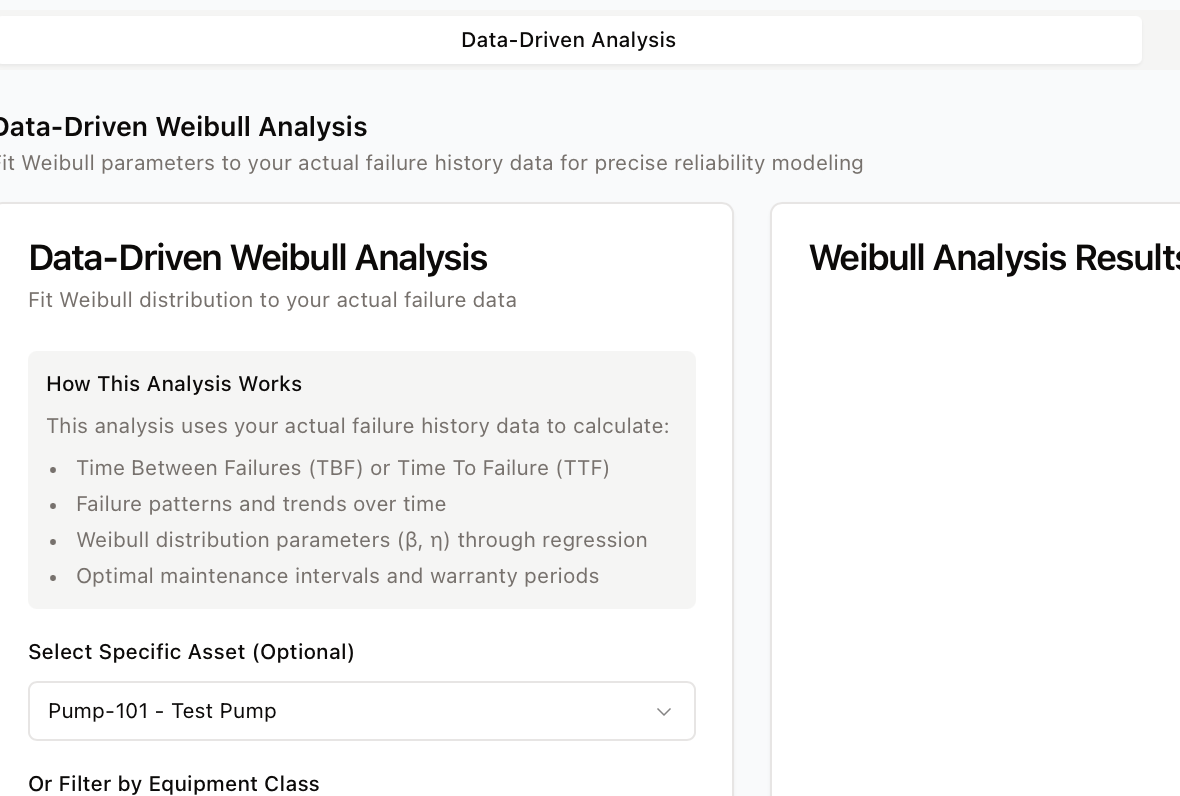 Data-Driven Analysis
Data-Driven Weibull Analysis
Fit Weibull parameters to your actual failure history data for precise reliability modeling
Data-Driven Weibull Analysis
Fit Weibull distribution to your actual failure data
How This Analysis Works
This analysis uses your actual failure history data to calculate:
• Time Between Failures (TBF) or Time To Failure (TTF)
• Failure patterns and trends over time
• Weibull distribution parameters (β, η) through regression
• Optimal maintenance intervals and warranty periods
Select Specific Asset (Optional)
Pump-101 - Test Pump
Or Filter by Equipment Class
Weibull Analysis Results